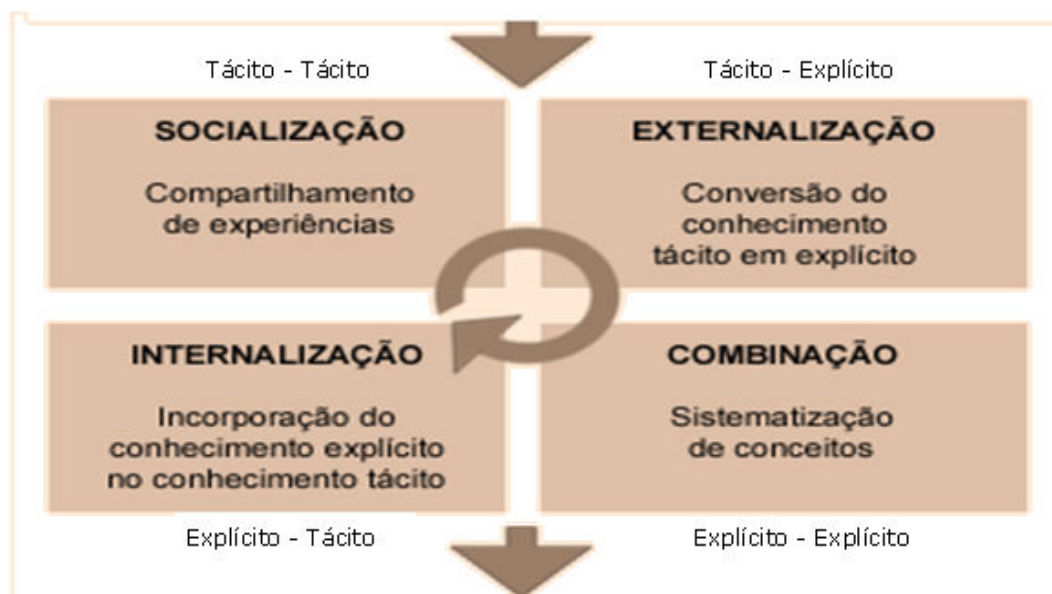 Tácito - Tácito
Tácito - Explícito
SOCIALIZAÇÃO
Compartilhamento
de experiências
EXTERNALIZAÇÃO
Conversão do
conhecimento
tácito em explícito
INTERNALIZAÇÃO
Incorporação do
conhecimento explícito
no conhecimento tácito
COMBINAÇÃO
Sistematização
de conceitos
Explícito - Tácito
Explícito - Explícito